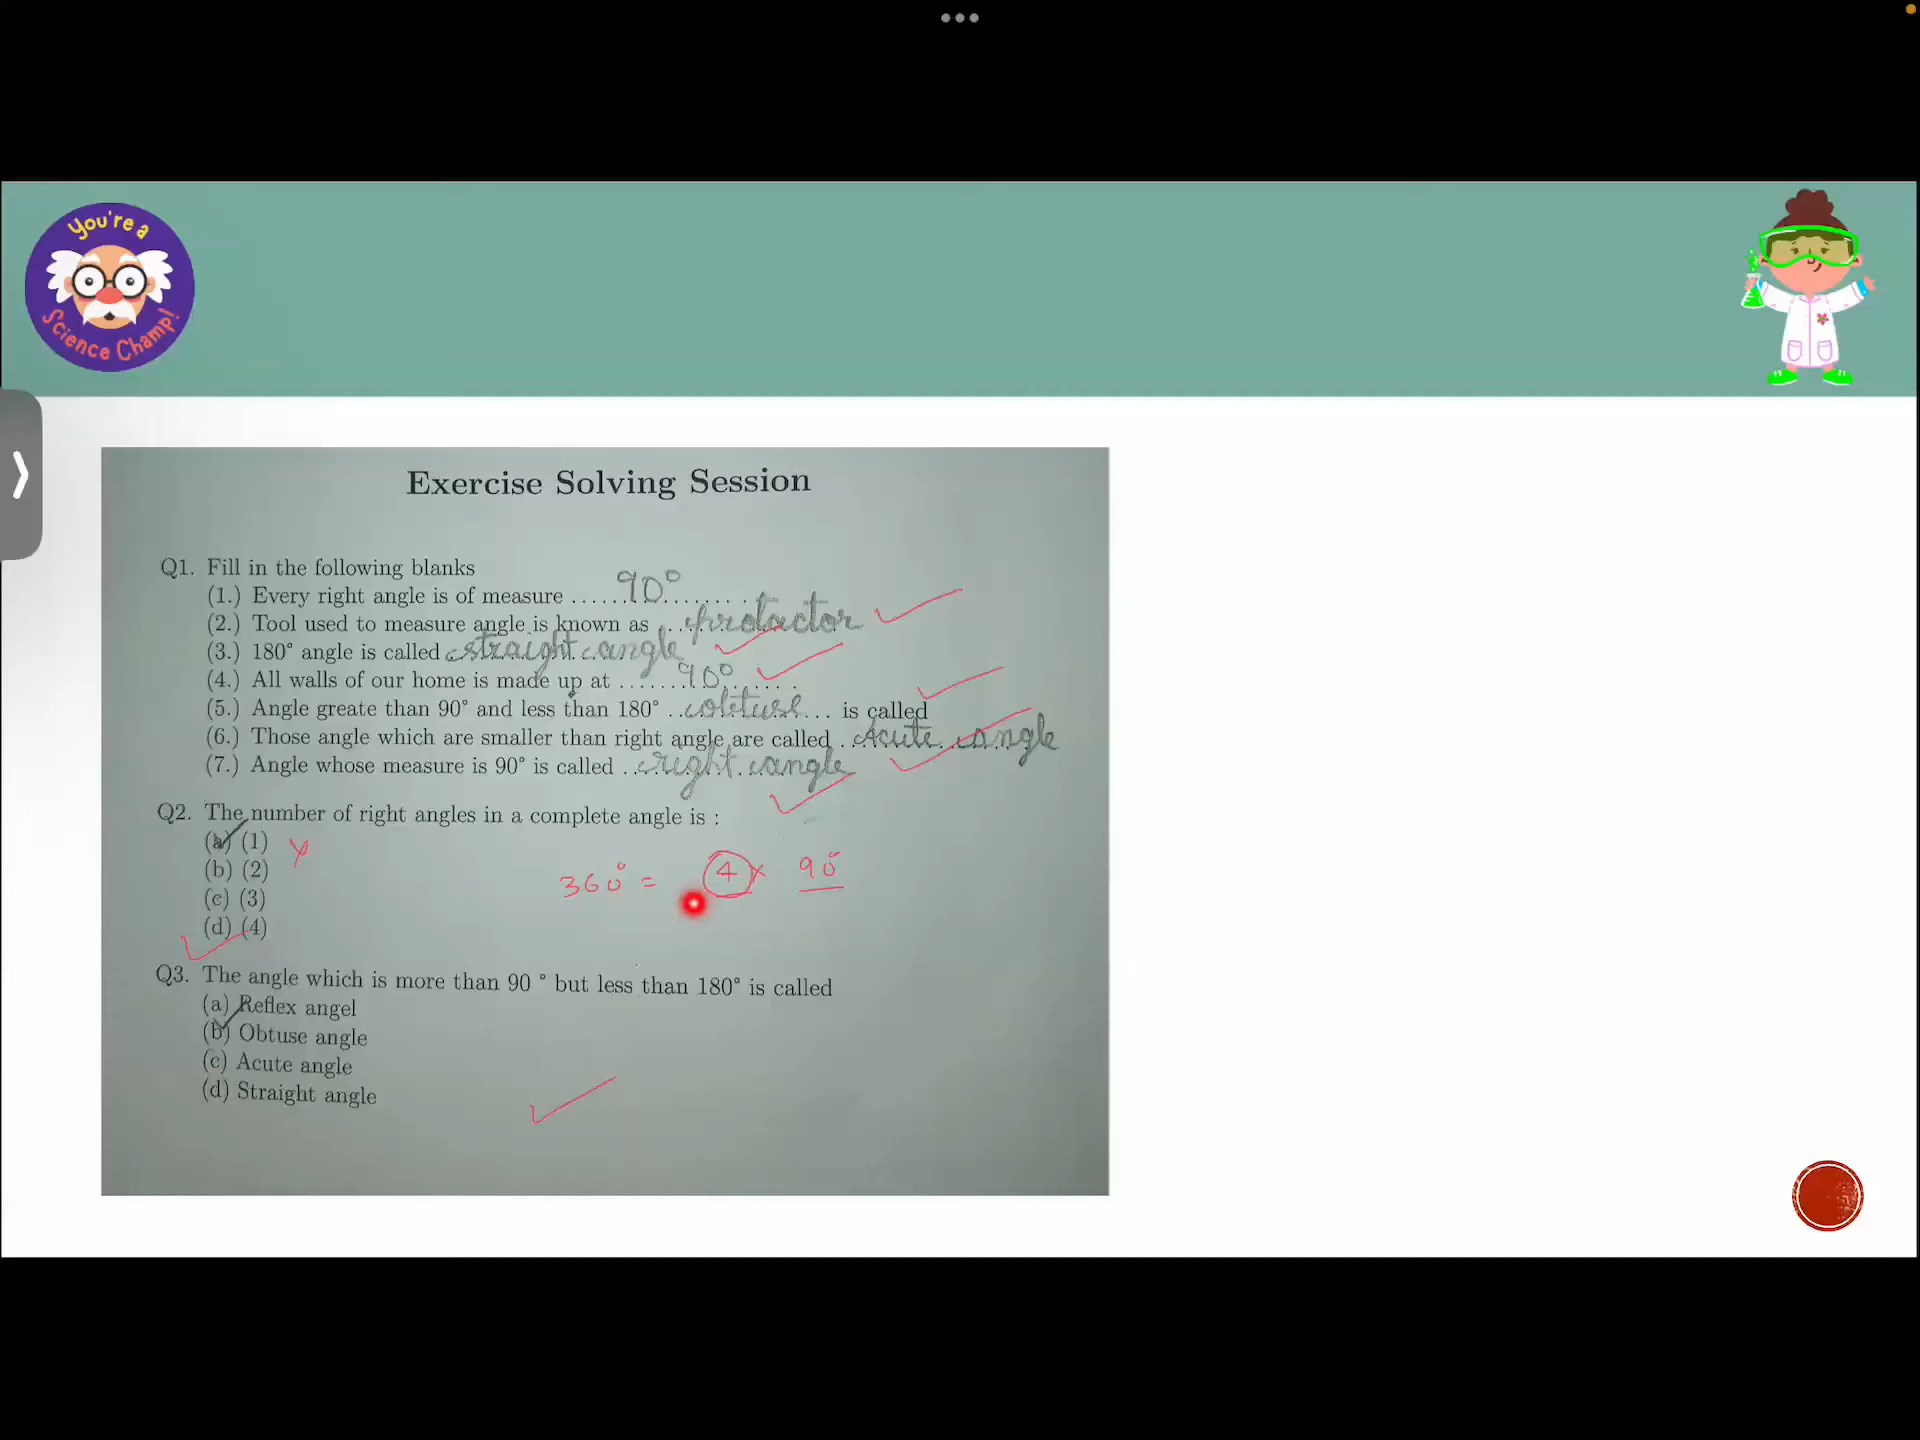 You're a
Science Champ!
Exercise Solving Session
Q1. Fill in the following blanks
(1.) Every right angle is of measure ......90°........
(2.) Tool used to measure angle is known as ...protactor
(3.) 180° angle is called straight angle
(4.) All walls of our home is made up at .......90°.......
(5.) Angle greate than 90° and less than 180° ..obtuse... is called
(6.) Those angle which are smaller than right angle are called ..Acute angle
(7.) Angle whose measure is 90° is called ..right angle
Q2. The number of right angles in a complete angle is :
(a) (1)
(b) (2)
360° = 4 × 90°
(c) (3)
(d) (4)
Q3. The angle which is more than 90 ° but less than 180° is called
(a) Reflex angel
(b) Obtuse angle
(c) Acute angle
(d) Straight angle